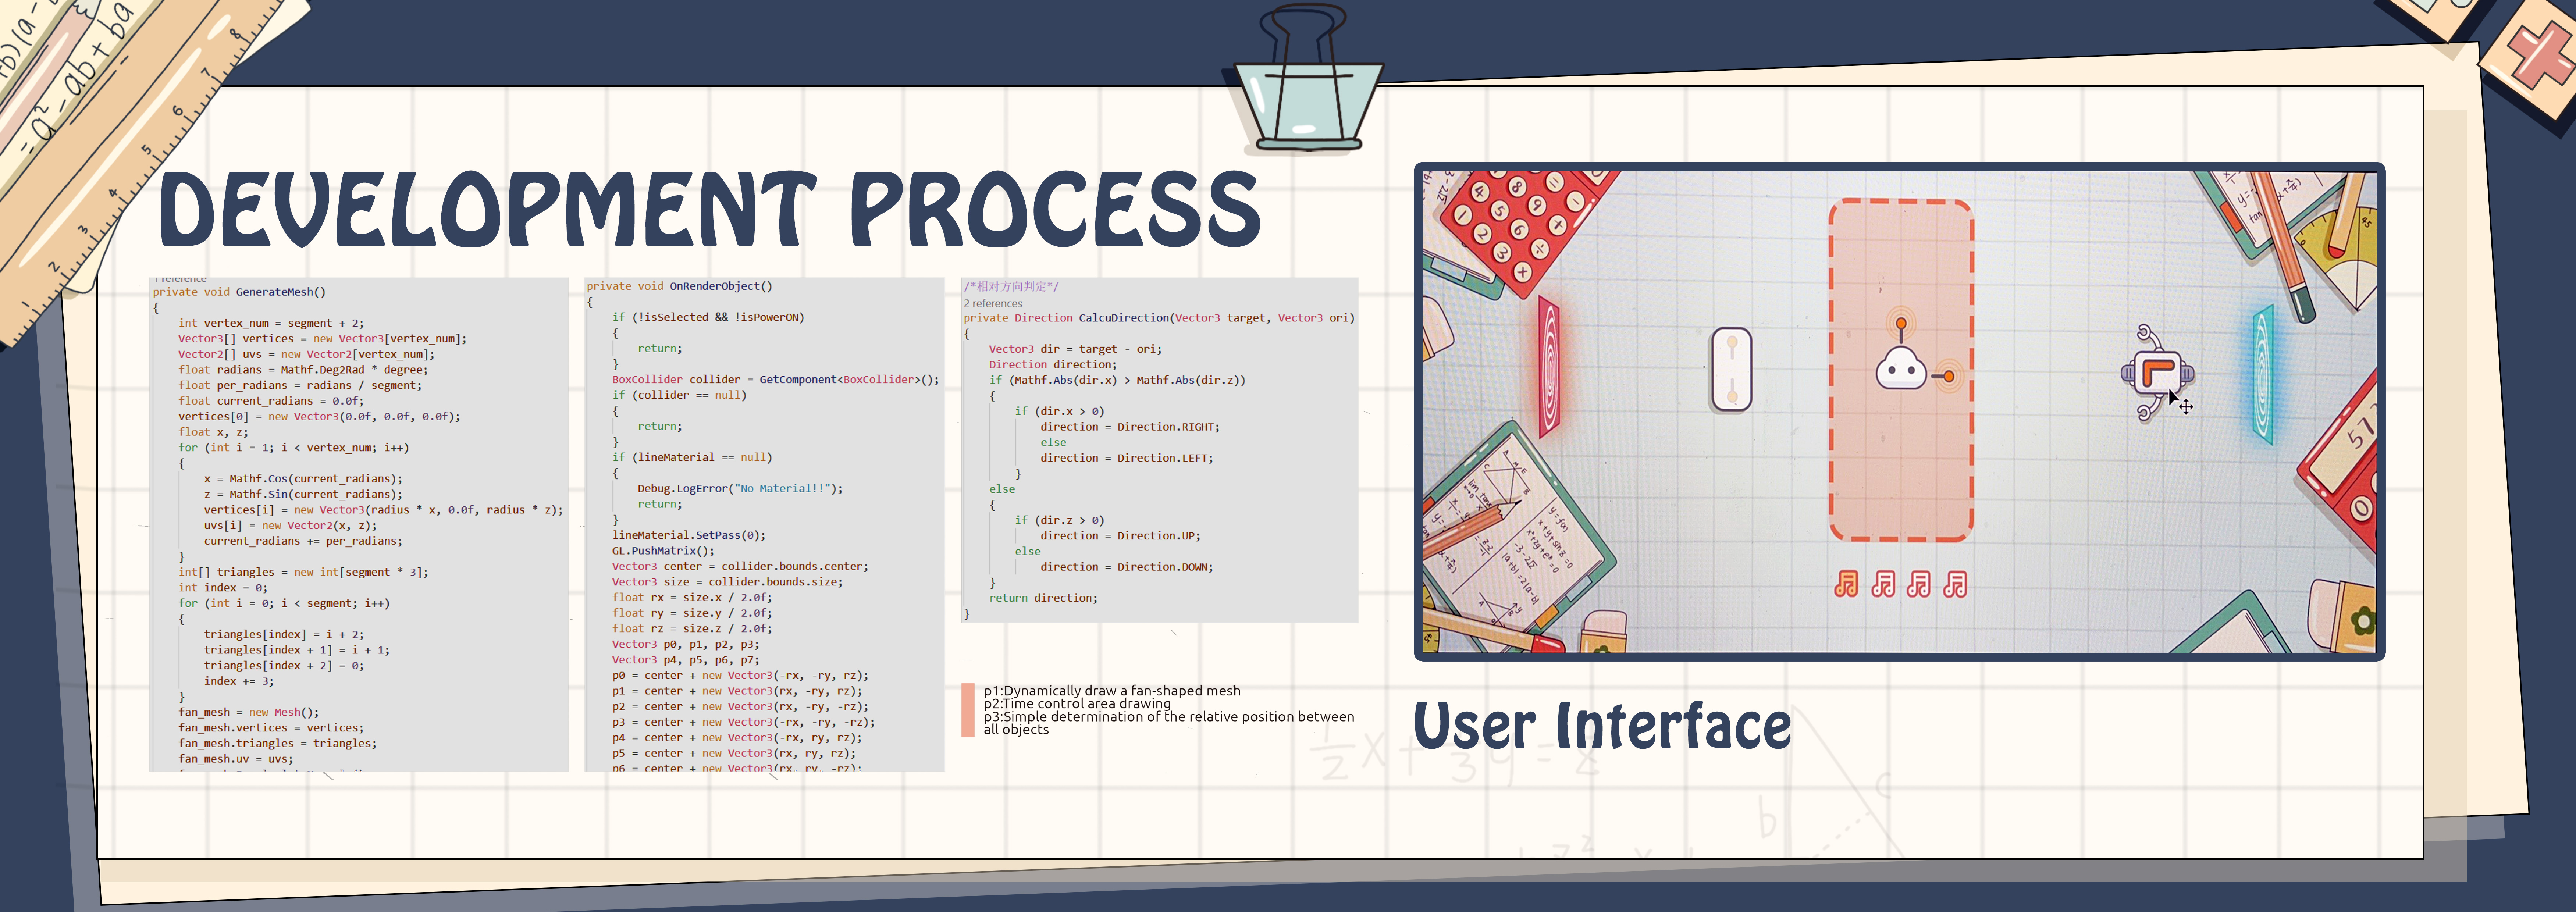 DEVELOPMENT PROCESS
1 reference
private void GenerateMesh()
{
int vertex_num = segment + 2;
Vector3[] vertices = new Vector3[vertex_num];
Vector2[] uvs = new Vector2[vertex_num];
float radians = Mathf.Deg2Rad * degree;
float per_radians = radians / segment;
float current_radians = 0.0f;
vertices[0] = new Vector3(0.0f, 0.0f, 0.0f);
float x, z;
for (int i = 1; i < vertex_num; i++)
{
x = Mathf.Cos(current_radians);
z = Mathf.Sin(current_radians);
vertices[i] = new Vector3(radius * x, 0.0f, radius * z);
uvs[i] = new Vector2(x, z);
current_radians += per_radians;
}
int[] triangles = new int[segment * 3];
int index = 0;
for (int i = 0; i < segment; i++)
{
triangles[index] = i + 2;
triangles[index + 1] = i + 1;
triangles[index + 2] = 0;
index += 3;
}
fan_mesh = new Mesh();
fan_mesh.vertices = vertices;
fan_mesh.triangles = triangles;
fan_mesh.uv = uvs;
private void OnRenderObject()
{
if (!isSelected && !isPowerON)
{
return;
}
BoxCollider collider = GetComponent<BoxCollider>();
if (collider == null)
{
return;
}
if (lineMaterial == null)
{
Debug.LogError("No Material!!");
return;
}
lineMaterial.SetPass(0);
GL.PushMatrix();
Vector3 center = collider.bounds.center;
Vector3 size = collider.bounds.size;
float rx = size.x / 2.0f;
float ry = size.y / 2.0f;
float rz = size.z / 2.0f;
Vector3 p0, p1, p2, p3;
Vector3 p4, p5, p6, p7;
p0 = center + new Vector3(-rx, -ry, rz);
p1 = center + new Vector3(rx, -ry, rz);
p2 = center + new Vector3(rx, -ry, -rz);
p3 = center + new Vector3(-rx, -ry, -rz);
p4 = center + new Vector3(-rx, ry, rz);
p5 = center + new Vector3(rx, ry, rz);
p6 = center + new Vector3(rx, ry, -rz);
/*相对方向判定*/
2 references
private Direction CalcuDirection(Vector3 target, Vector3 ori)
{
Vector3 dir = target - ori;
Direction direction;
if (Mathf.Abs(dir.x) > Mathf.Abs(dir.z))
{
if (dir.x > 0)
direction = Direction.RIGHT;
else
direction = Direction.LEFT;
}
else
{
if (dir.z > 0)
direction = Direction.UP;
else
direction = Direction.DOWN;
}
return direction;
}
p1:Dynamically draw a fan-shaped mesh
p2:Time control area drawing
p3:Simple determination of the relative position between
all objects
User Interface